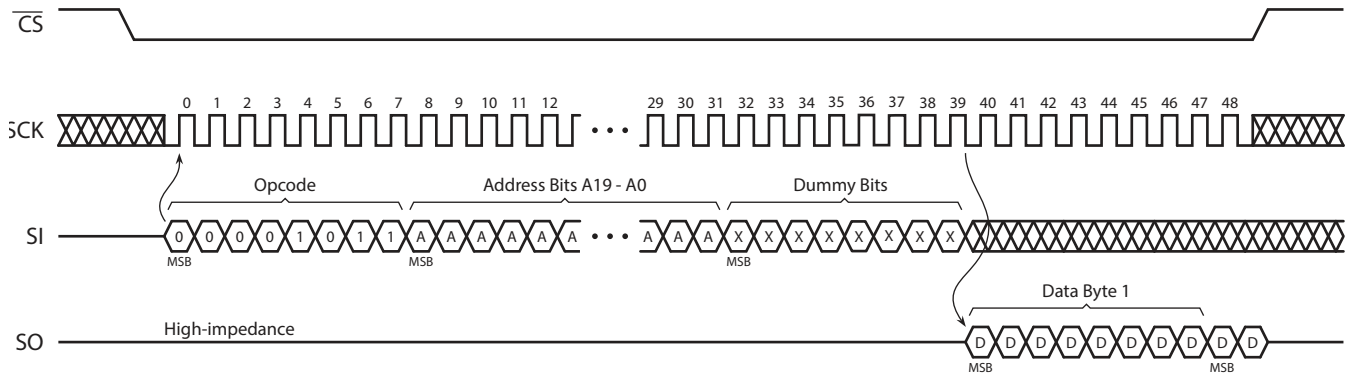 CS
0 1 2 3 4 5 6 7 8 9 10 11 12 29 30 31 32 33 34 35 36 37 38 39 40 41 42 43 44 45 46 47 48
SCK
• • •
Opcode Address Bits A19 - A0 Dummy Bits
SI 0 0 0 0 1 0 1 1 A A A A A A • • • A A A X X X X X X X X
MSB MSB MSB
Data Byte 1
High-impedance
SO D D D D D D D D D D
MSB MSB